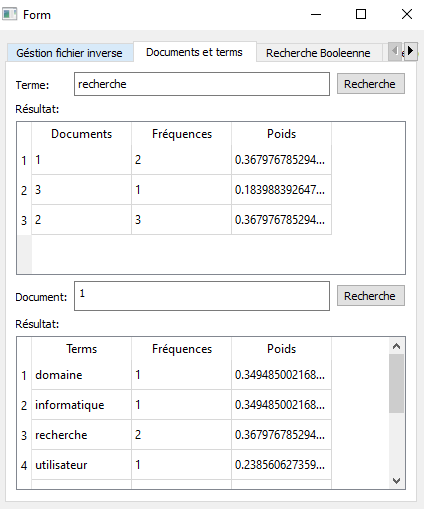 Form
Géstion fichier inverse Documents et terms Recherche Booleenne
Terme: recherche Recherche
Résultat:
Documents Fréquences Poids
1 1 2 0.367976785294...
2 3 1 0.183988392647...
3 2 3 0.367976785294...
Document: 1 Recherche
Résultat:
Terms Fréquences Poids
1 domaine 1 0.349485002168...
2 informatique 1 0.349485002168...
3 recherche 2 0.367976785294...
4 utilisateur 1 0.238560627359...